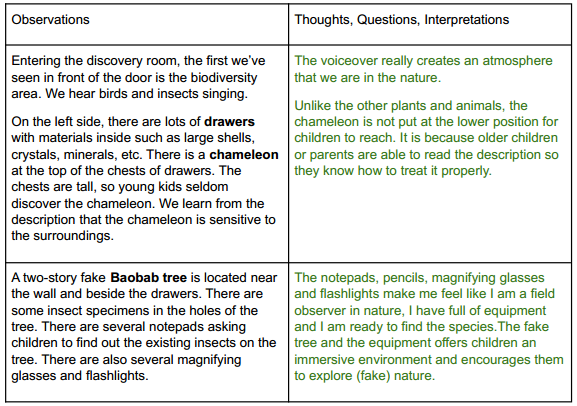 Observations
Thoughts, Questions, Interpretations
Entering the discovery room, the first we've
seen in front of the door is the biodiversity
area. We hear birds and insects singing.
On the left side, there are lots of drawers
with materials inside such as large shells,
crystals, minerals, etc. There is a chameleon
at the top of the chests of drawers. The
chests are tall, so young kids seldom
discover the chameleon. We learn from the
description that the chameleon is sensitive to
the surroundings.
The voiceover really creates an atmosphere
that we are in the nature.
Unlike the other plants and animals, the
chameleon is not put at the lower position for
children to reach. It is because older children
or parents are able to read the description so
they know how to treat it properly.
A two-story fake Baobab tree is located near
the wall and beside the drawers. There are
some insect specimens in the holes of the
tree. There are several notepads asking
children to find out the existing insects on the
tree. There are also several magnifying
glasses and flashlights.
The notepads, pencils, magnifying glasses
and flashlights make me feel like I am a field
observer in nature, I have full of equipment
and I am ready to find the species.The fake
tree and the equipment offers children an
immersive environment and encourages them
to explore (fake) nature.